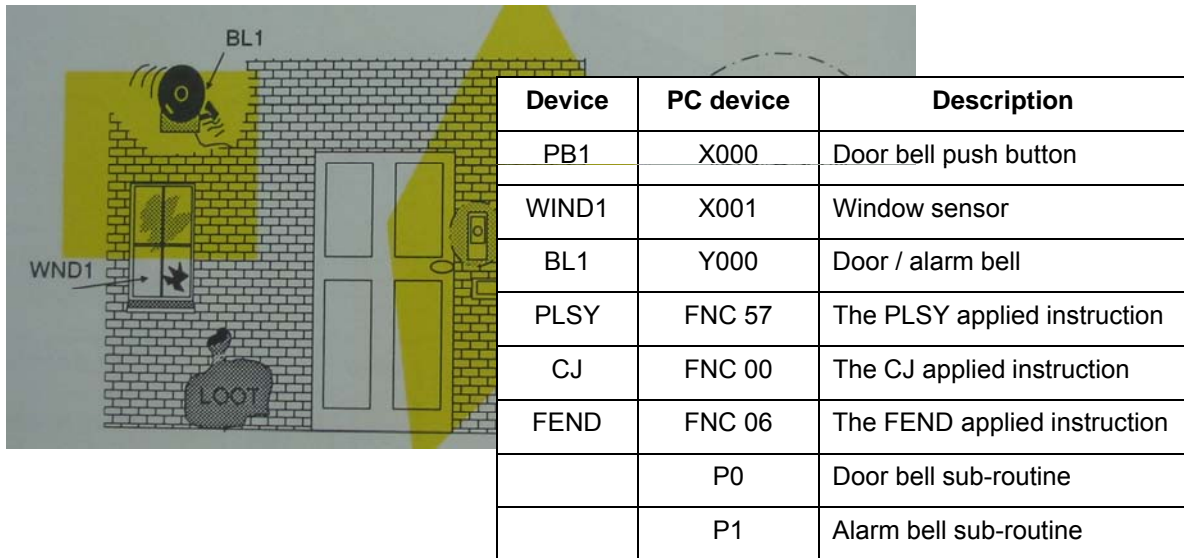 BL1
WND1
LOOT
Device PC device Description
PB1 X000 Door bell push button
WIND1 X001 Window sensor
BL1 Y000 Door / alarm bell
PLSY FNC 57 The PLSY applied instruction
CJ FNC 00 The CJ applied instruction
FEND FNC 06 The FEND applied instruction
P0 Door bell sub-routine
P1 Alarm bell sub-routine